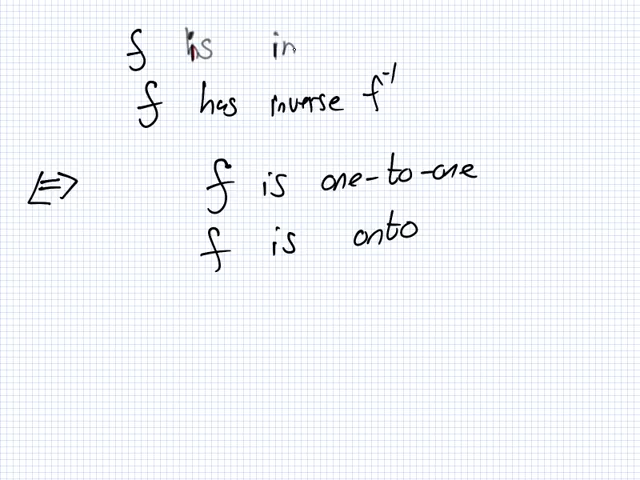 f is in
f has inverse f⁻¹
⇔ f is one-to-one
f is onto